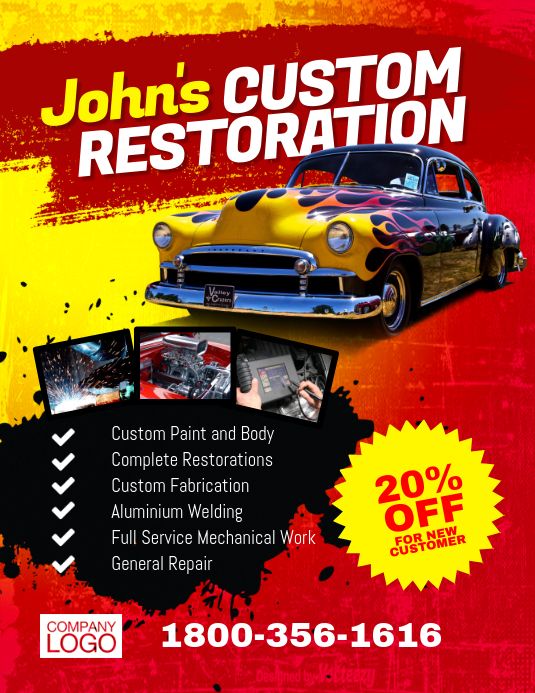 John's CUSTOM
RESTORATION
Valley
Custom Paint and Body
Complete Restorations
Custom Fabrication
Aluminium Welding
Full Service Mechanical Work
General Repair
20%
OFF
FOR NEW
CUSTOMER
COMPANY
LOGO
1800-356-1616